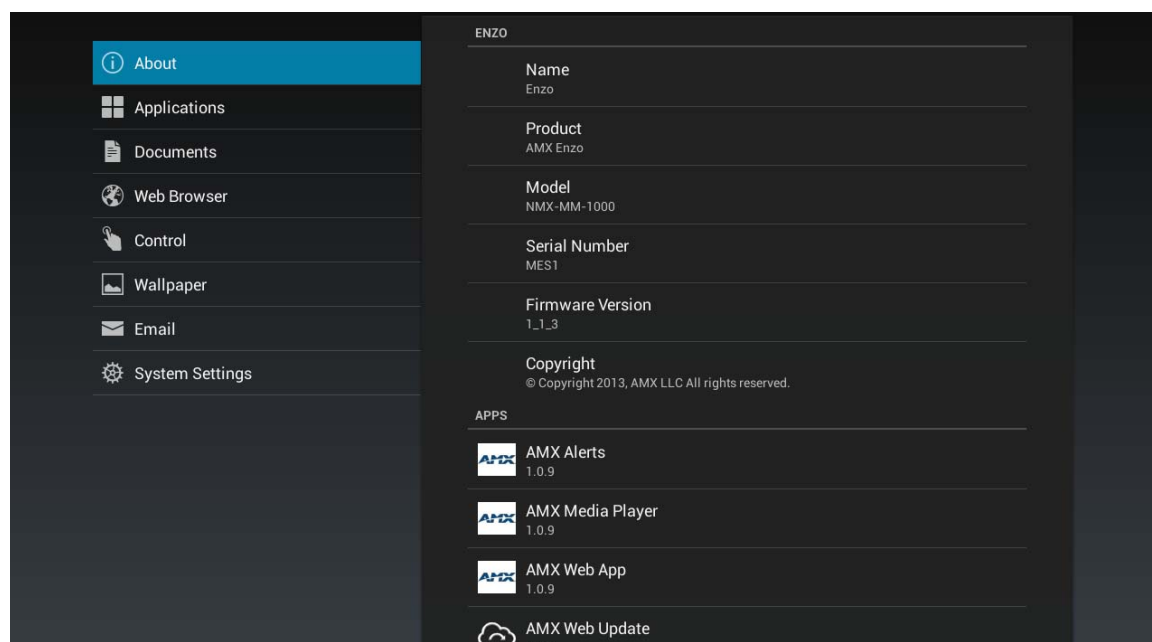 About
Applications
Documents
Web Browser
Control
Wallpaper
Email
System Settings
ENZO
Name
Enzo
Product
AMX Enzo
Model
NMX-MM-1000
Serial Number
MES1
Firmware Version
1_1_3
Copyright
© Copyright 2013, AMX LLC All rights reserved.
APPS
AMX
AMX Alerts
1.0.9
AMX
AMX Media Player
1.0.9
AMX
AMX Web App
1.0.9
AMX Web Update